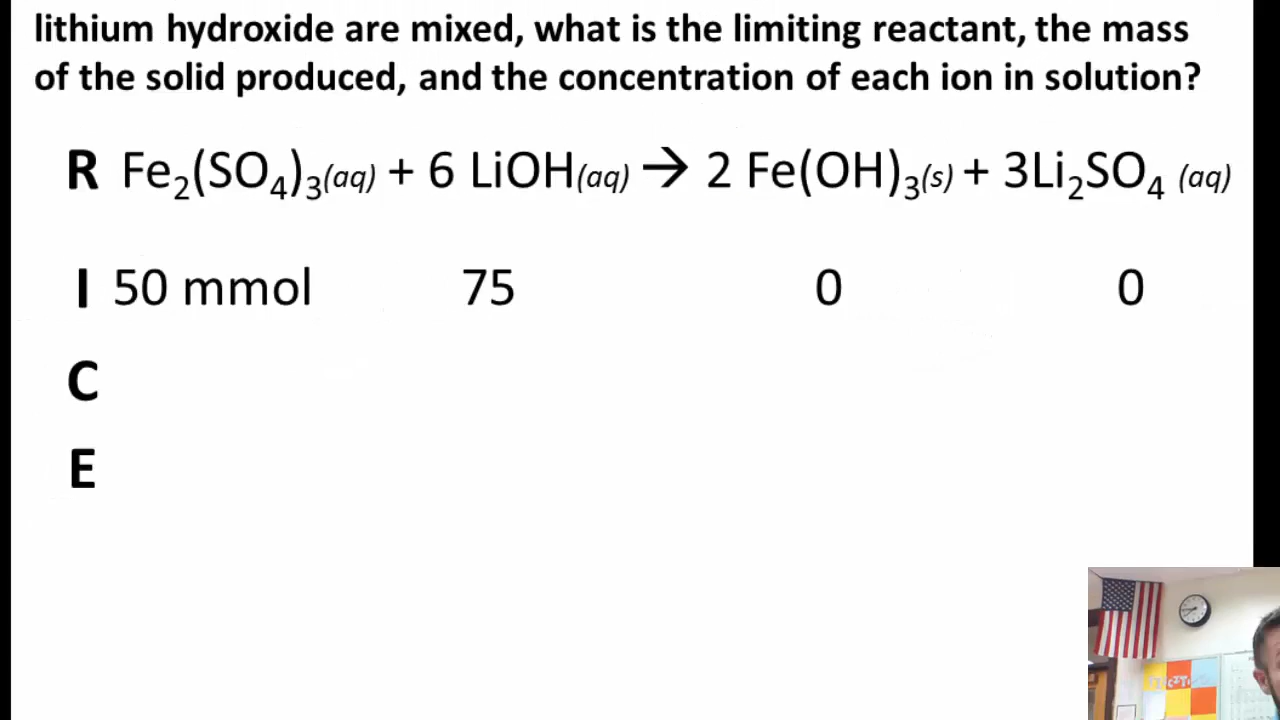 lithium hydroxide are mixed, what is the limiting reactant, the mass
of the solid produced, and the concentration of each ion in solution?
R Fe₂(SO₄)₃(aq) + 6 LiOH(aq) → 2 Fe(OH)₃(s) + 3Li₂SO₄ (aq)
I 50 mmol 75 0 0
C
E